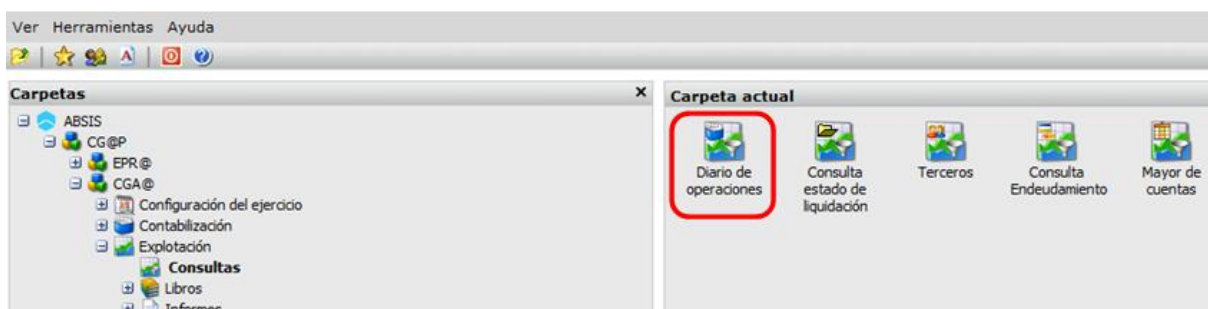 Ver Herramientas Ayuda
Carpetas x
ABSIS
CG@P
EPR@
CGA@
Configuración del ejercicio
Contabilización
Explotación
Consultas
Libros
Informes
Carpeta actual
Diario de
operaciones
Consulta
estado de
liquidación
Terceros
Consulta
Endeudamiento
Mayor de
cuentas